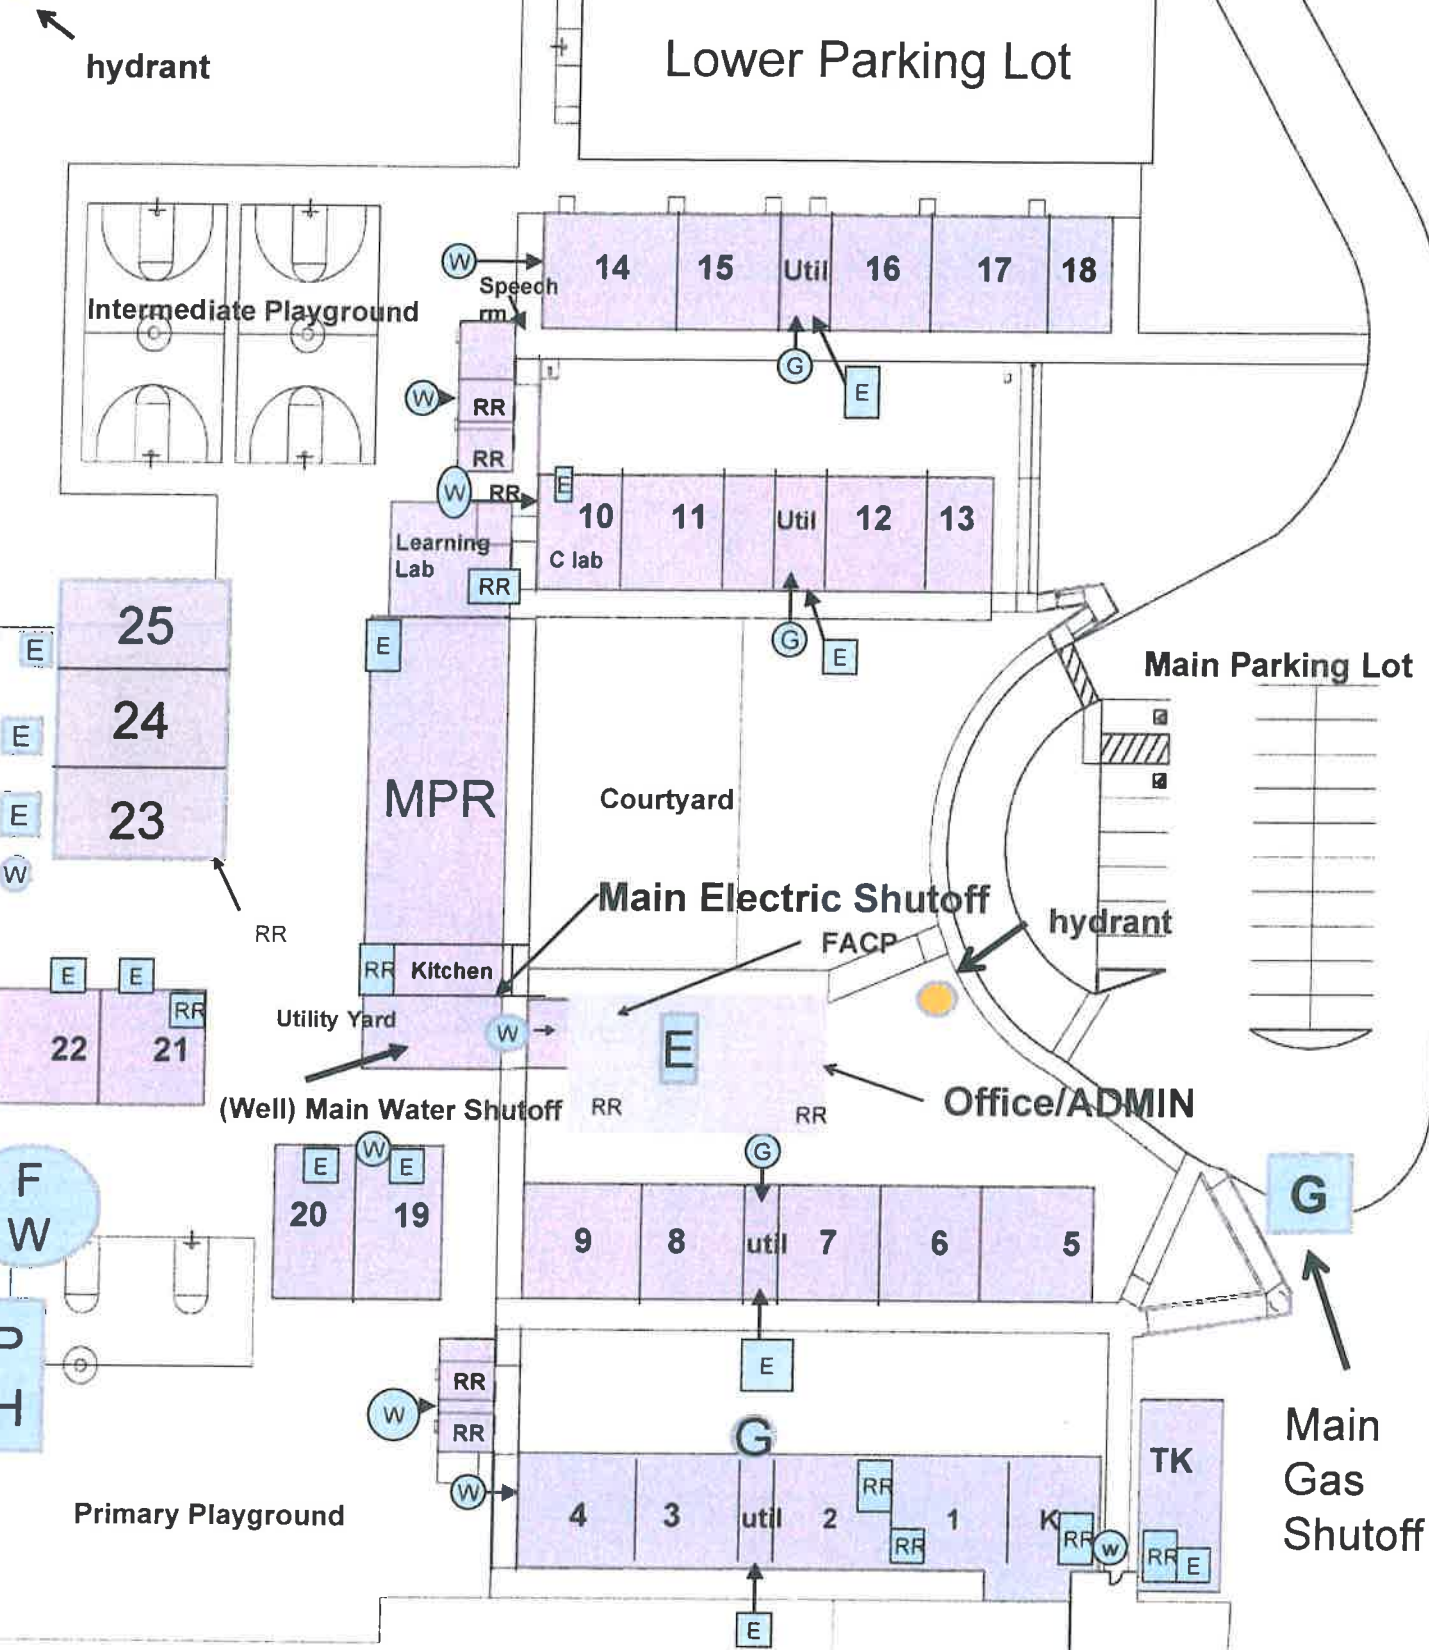 hydrant
Lower Parking Lot
Intermediate Playground
W
Speech
rm
14
15
Util
16
17
18
G
E
W
RR
RR
W
RR
E
10
C lab
11
Util
12
13
Learning
Lab
RR
G
E
25
24
23
E
E
E
W
RR
E
MPR
Courtyard
Main Parking Lot
Main Electric Shutoff
FACP
hydrant
RR
Kitchen
Utility Yard
W
E
RR
RR
Office/ADMIN
(Well) Main Water Shutoff
E
E
RR
22
21
F
W
E
W
E
20
19
G
9
8
util
7
6
5
E
G
Main
Gas
Shutoff
RR
RR
W
W
G
4
3
util
2
RR
RR
1
K
RR
W
E
TK
RR
E
Primary Playground